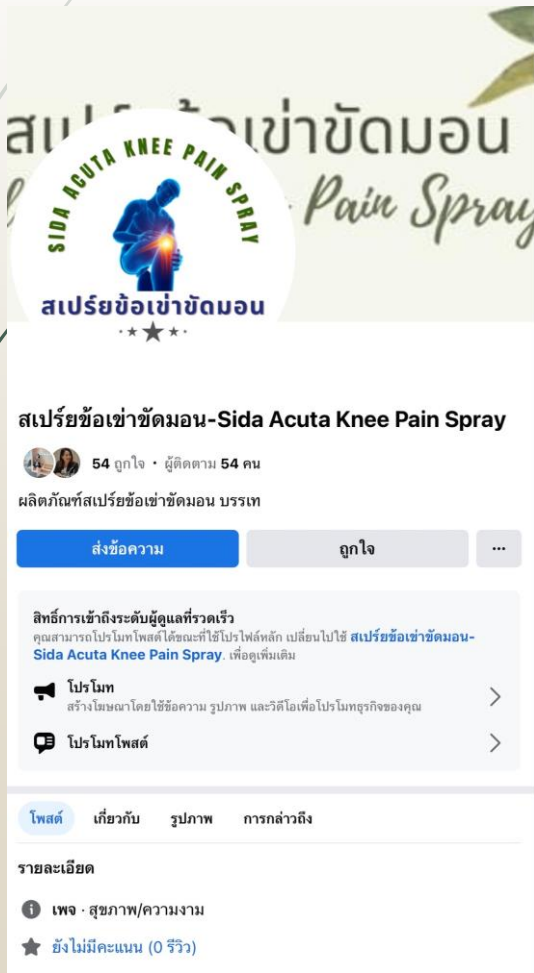 เข่าขัดมอน
Pain Spray
SIDA ACUTA KNEE PAIN SPRAY
สเปร์ยข้อเข่าขัดมอน
สเปร์ยข้อเข่าขัดมอน-Sida Acuta Knee Pain Spray
54 ถูกใจ • ผู้ติดตาม 54 คน
ผลิตภัณฑ์สเปร์ยข้อเข่าขัดมอน บรรเท
ส่งข้อความ
ถูกใจ
สิทธิ์การเข้าถึงระดับผู้ดูแลที่รวดเร็ว
คุณสามารถโปรโมทโพสต์ได้ขณะที่ใช้โปรไฟล์หลัก เปลี่ยนไปใช้ สเปร์ยข้อเข่าขัดมอน-
Sida Acuta Knee Pain Spray. เพื่อดูเพิ่มเติม
โปรโมท
สร้างโฆษณาโดยใช้ข้อความ รูปภาพ และวิดีโอเพื่อโปรโมทธุรกิจของคุณ
โปรโมทโพสต์
โพสต์ เกี่ยวกับ รูปภาพ การกล่าวถึง
รายละเอียด
เพจ · สุขภาพ/ความงาม
ยังไม่มีคะแนน (0 รีวิว)